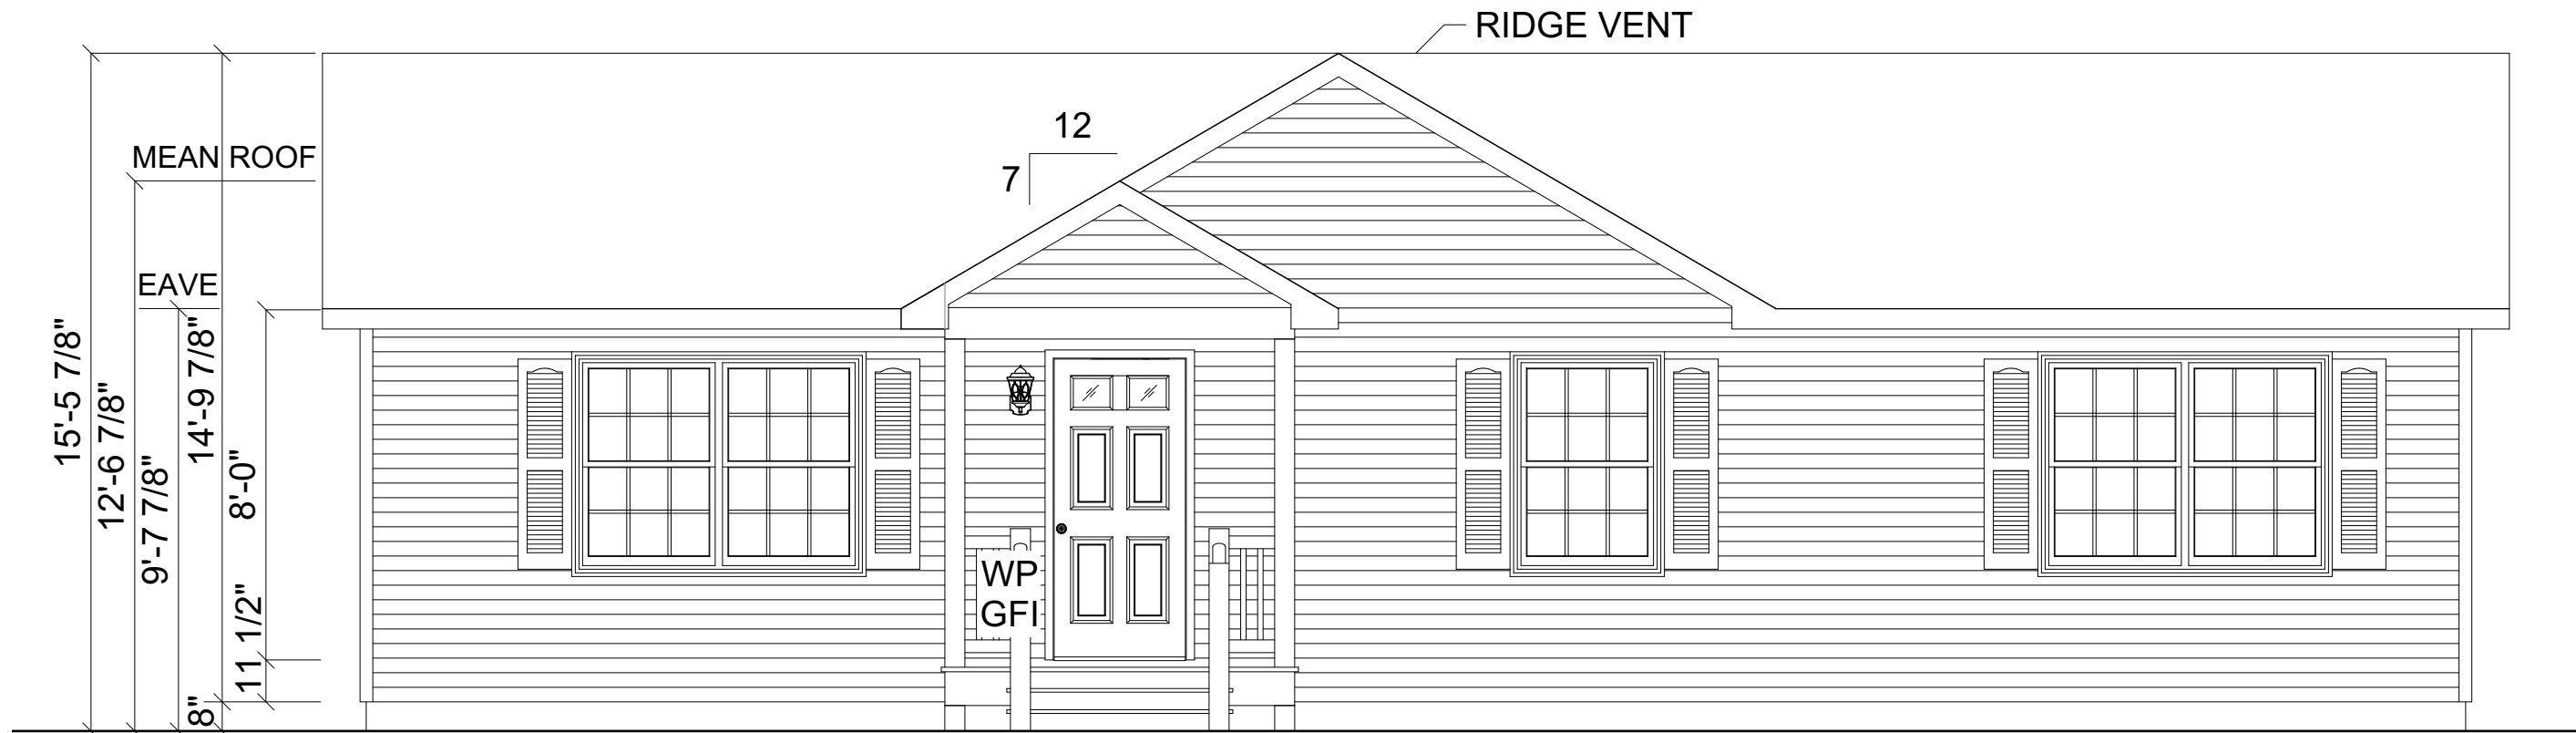 RIDGE VENT
12
7
MEAN ROOF
EAVE
15'-5 7/8"
12'-6 7/8"
9'-7 7/8"
14'-9 7/8"
8'-0"
11 1/2"
8"
WP
GFI